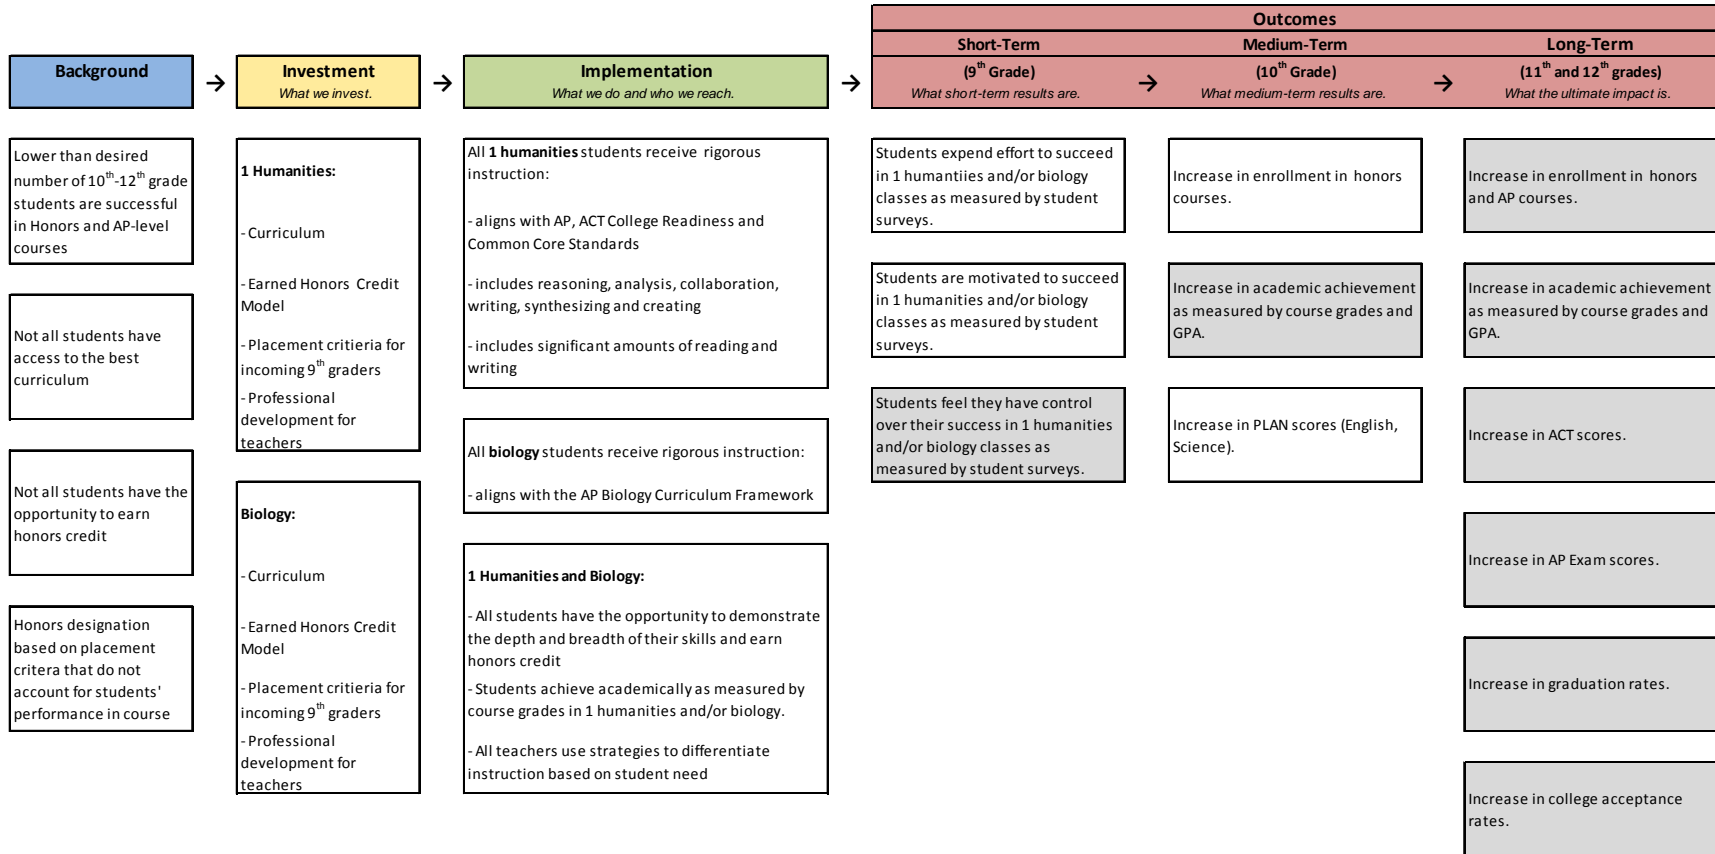 Outcomes
Background
Investment
What we invest.
Implementation
What we do and who we reach.
Short-Term
(9th Grade)
What short-term results are.
Medium-Term
(10th Grade)
What medium-term results are.
Long-Term
(11th and 12th grades)
What the ultimate impact is.
→
→
→
→
→
Lower than desired
number of 10th-12th grade
students are successful
in Honors and AP-level
courses
Not all students have
access to the best
curriculum
Not all students have the
opportunity to earn
honors credit
Honors designation
based on placement
critera that do not
account for students'
performance in course
1 Humanities:
- Curriculum
- Earned Honors Credit
Model
- Placement critieria for
incoming 9th graders
- Professional
development for
teachers
Biology:
- Curriculum
- Earned Honors Credit
Model
- Placement critieria for
incoming 9th graders
- Professional
development for
teachers
All 1 humanities students receive rigorous
instruction:
- aligns with AP, ACT College Readiness and
Common Core Standards
- includes reasoning, analysis, collaboration,
writing, synthesizing and creating
- includes significant amounts of reading and
writing
All biology students receive rigorous instruction:
- aligns with the AP Biology Curriculum Framework
1 Humanities and Biology:
- All students have the opportunity to demonstrate
the depth and breadth of their skills and earn
honors credit
- Students achieve academically as measured by
course grades in 1 humanities and/or biology.
- All teachers use strategies to differentiate
instruction based on student need
Students expend effort to succeed
in 1 humantiies and/or biology
classes as measured by student
surveys.
Students are motivated to succeed
in 1 humanities and/or biology
classes as measured by student
surveys.
Students feel they have control
over their success in 1 humanities
and/or biology classes as
measured by student surveys.
Increase in enrollment in honors
courses.
Increase in academic achievement
as measured by course grades and
GPA.
Increase in PLAN scores (English,
Science).
Increase in enrollment in honors
and AP courses.
Increase in academic achievement
as measured by course grades and
GPA.
Increase in ACT scores.
Increase in AP Exam scores.
Increase in graduation rates.
Increase in college acceptance
rates.